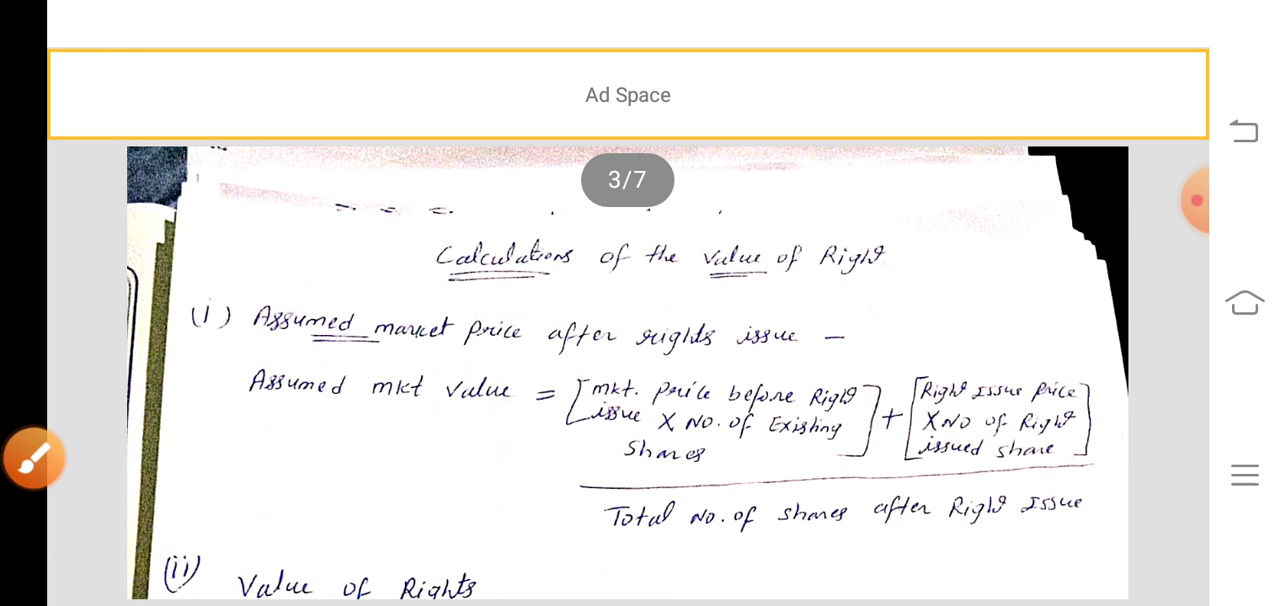 Ad Space
3/7
Calculations of the value of Right
(i) Assumed market price after rights issue -
Assumed mkt value = [mkt. price before Right issue X No. of Existing shares] + [Right Issue price X No of Right issued share]
Total No. of shares after Right Issue
(ii) Value of Rights